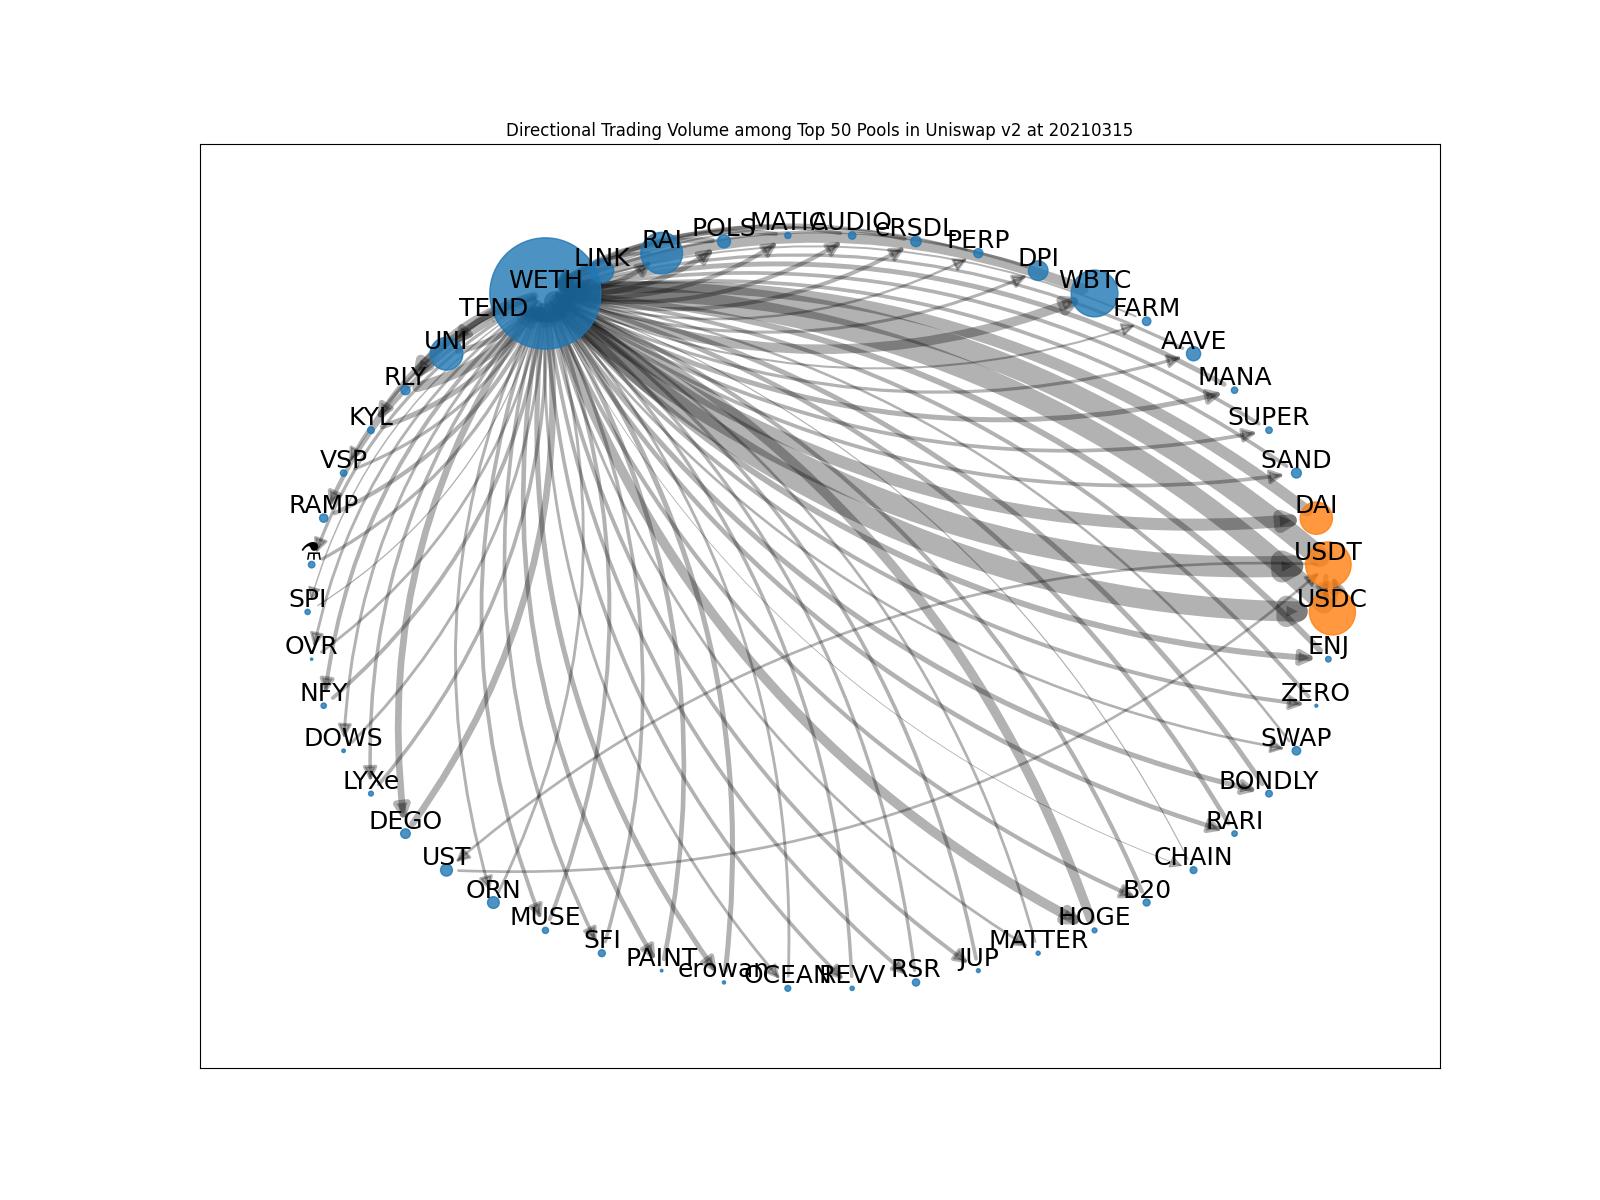 Directional Trading Volume among Top 50 Pools in Uniswap v2 at 20210315
POLS
MATIC
AUDIO
cRSDL
RAI
PERP
LINK
DPI
WETH
WBTC
TEND
FARM
UNI
AAVE
RLY
MANA
KYL
SUPER
VSP
SAND
RAMP
DAI
⚗
USDT
SPI
USDC
OVR
ENJ
NFY
ZERO
DOWS
SWAP
LYXe
BONDLY
DEGO
RARI
UST
CHAIN
ORN
B20
MUSE
HOGE
SFI
MATTER
PAINT
JUP
erowan
OCEAN
REVV
RSR